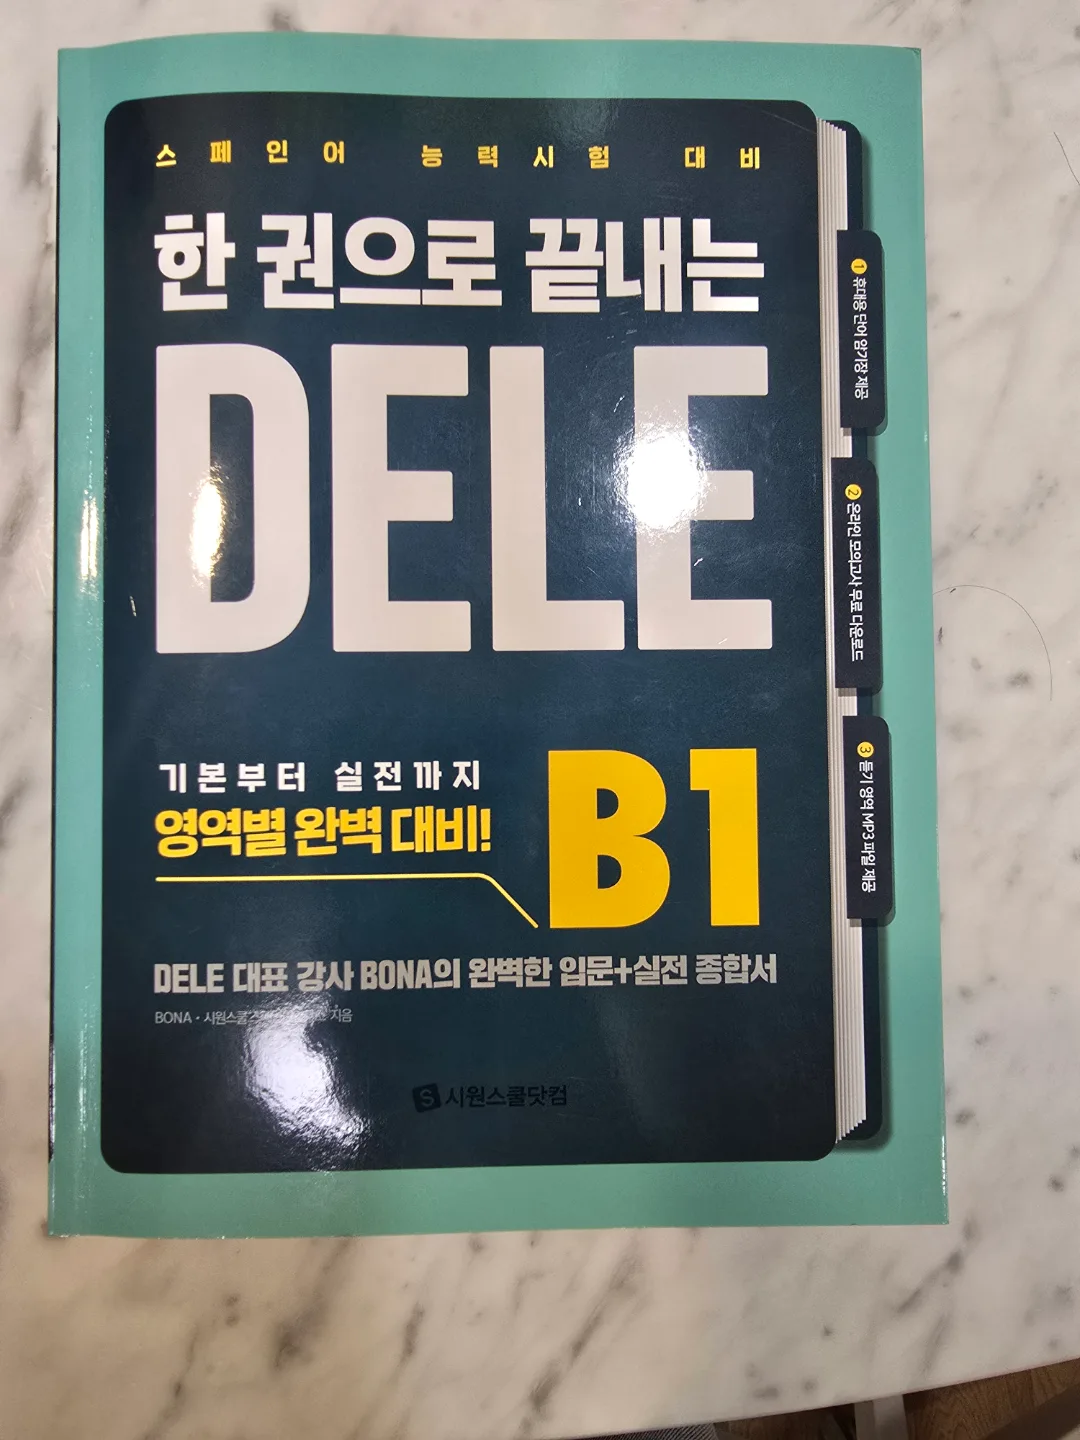 스페인어 능력시험 대비
한 권으로 끝내는
DELE
B1
기본부터 실전까지
영역별 완벽 대비!
DELE 대표 강사 BONA의 완벽한 입문+실전 종합서
BONA · 시원스쿨스 지음
S 시원스쿨닷컴
1 휴대용 단어 암기장 제공
2 온라인 모의고사 무료 다운로드
3 듣기 영역 MP3 파일 제공